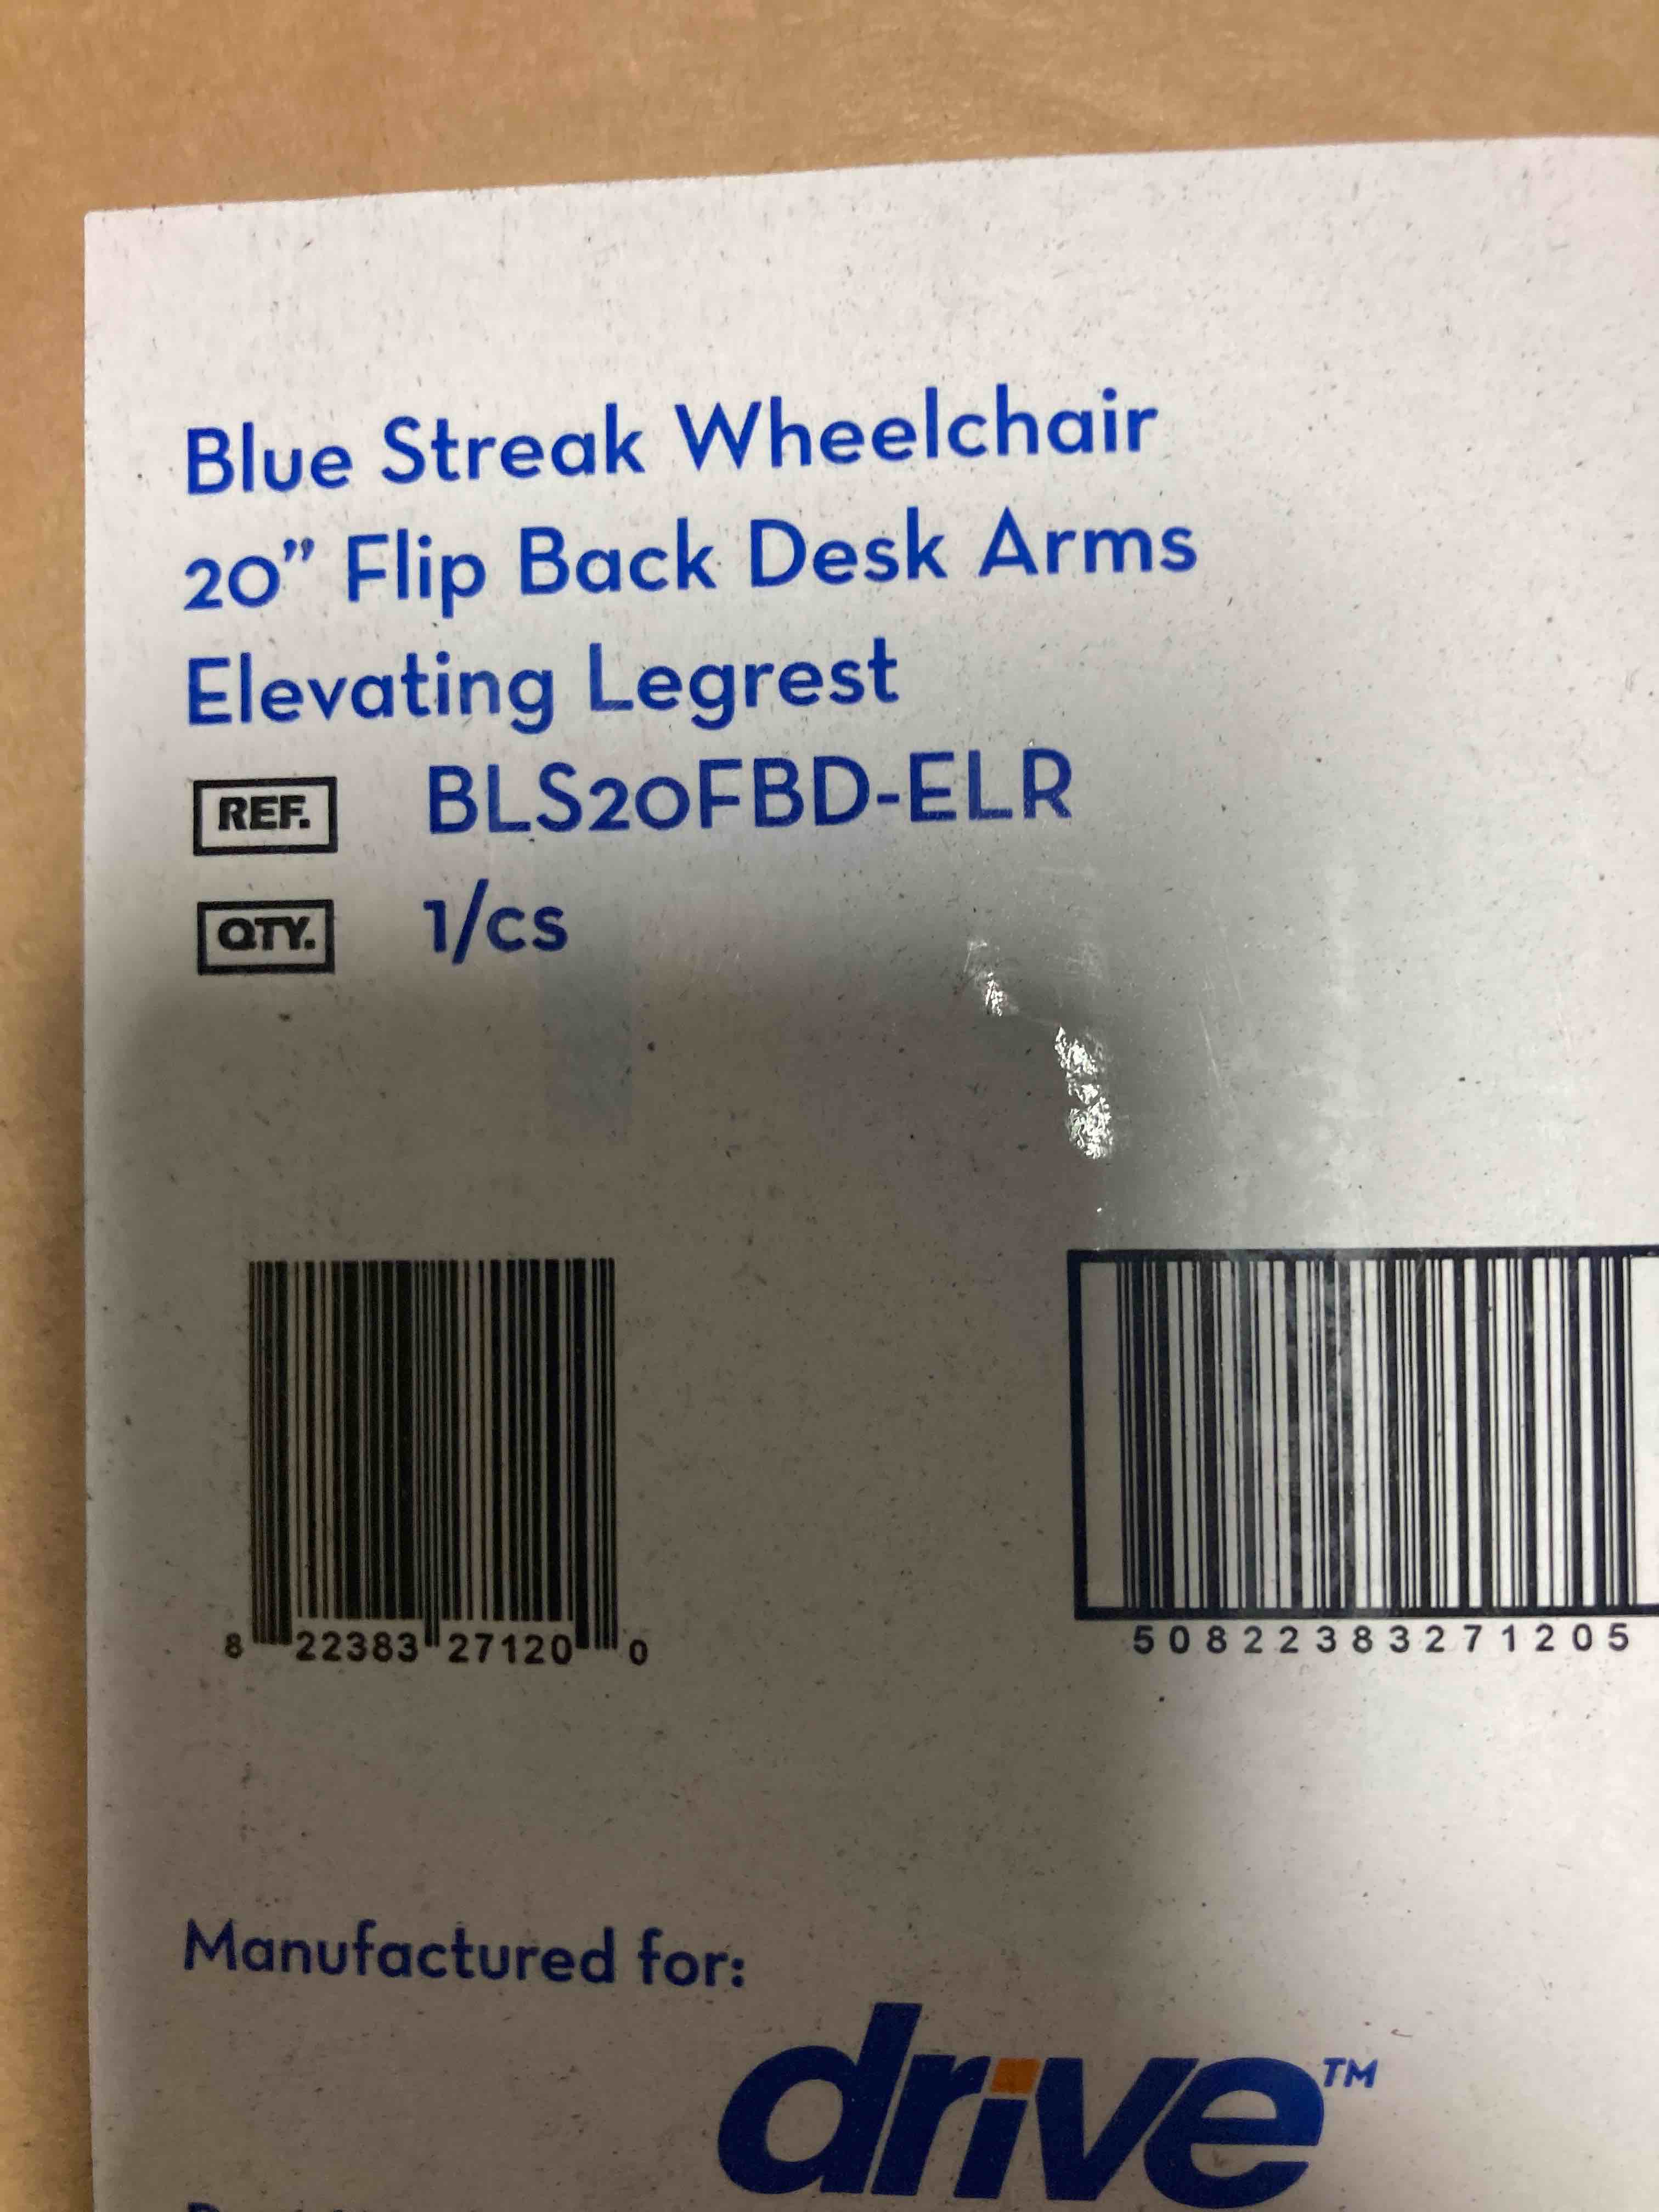 Blue Streak Wheelchair
20” Flip Back Desk Arms
Elevating Legrest
REF. BLS20FBD-ELR
QTY. 1/cs
8 22383 27120 0
50822383271205
Manufactured for:
drive™